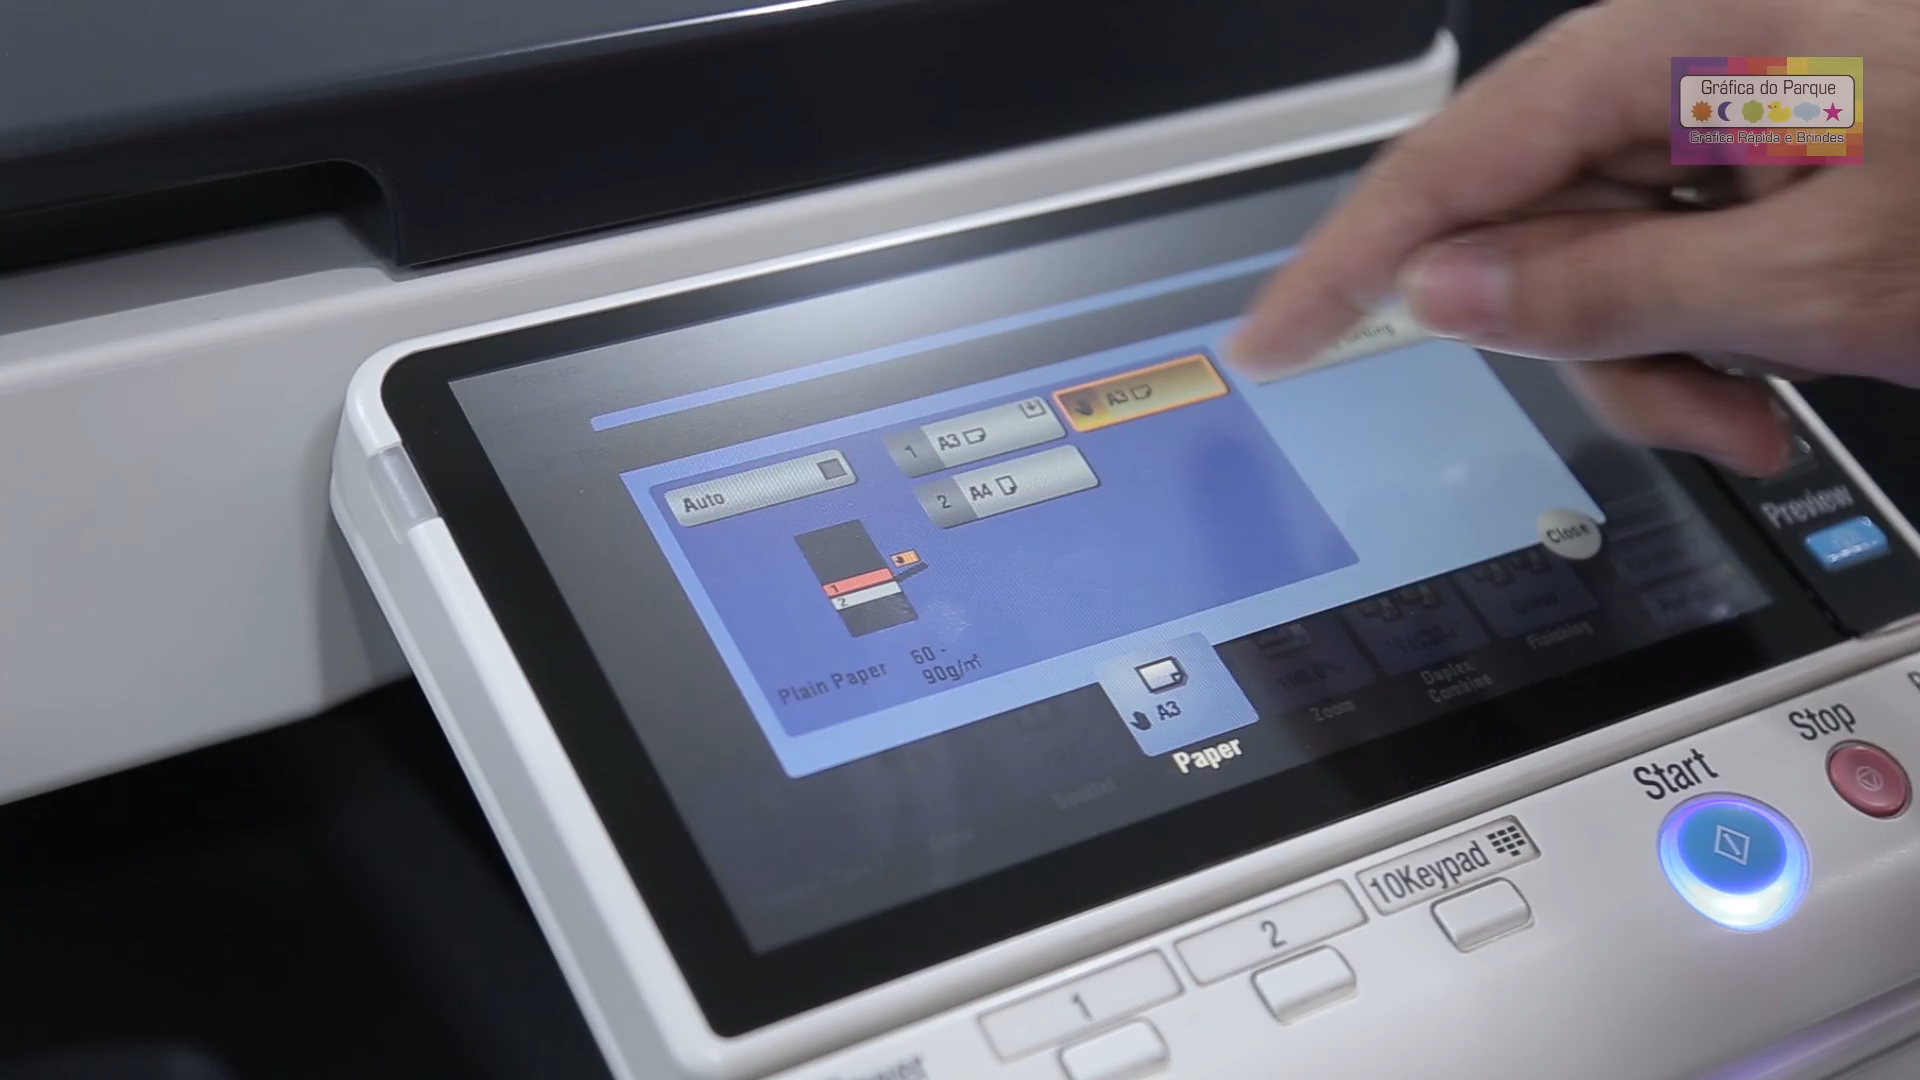 Gráfica do Parque
Gráfica Rápida e Brindes
A3
1 A3
Auto
2 A4
Preview
Close
1
2
Plain Paper
60 -
90g/m²
A3
Paper
Zoom
Duplex/
Combine
Finishing
Booklet
Stop
Start
10Keypad
2
1